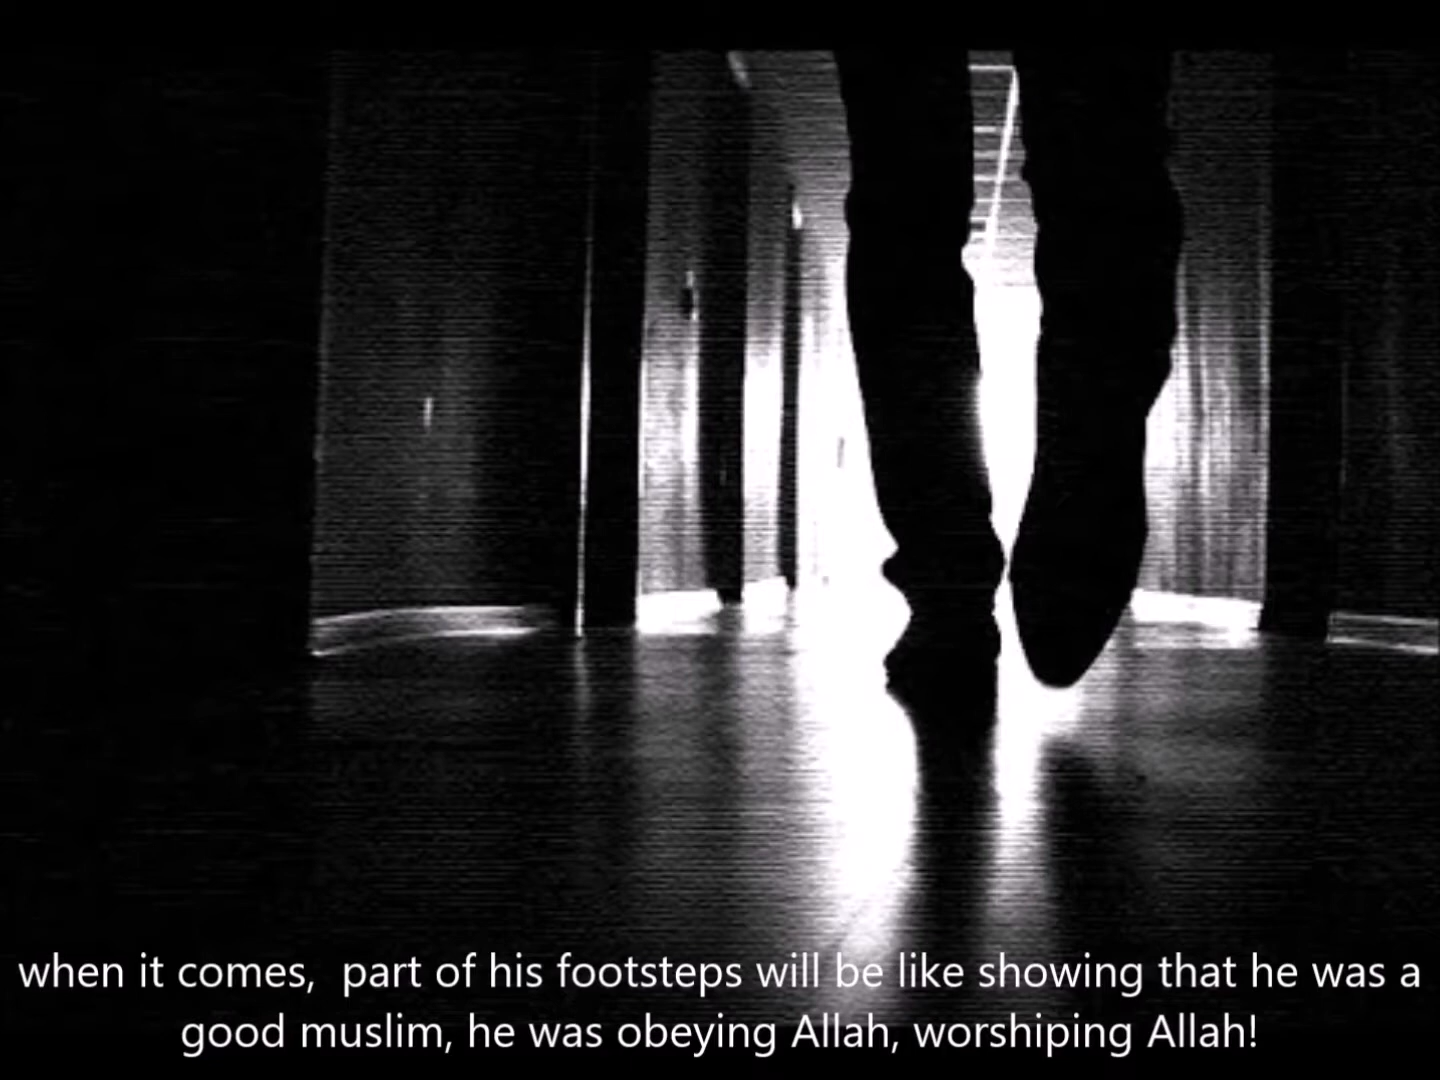 when it comes,  part of his footsteps will be like showing that he was a
good muslim, he was obeying Allah, worshiping Allah!